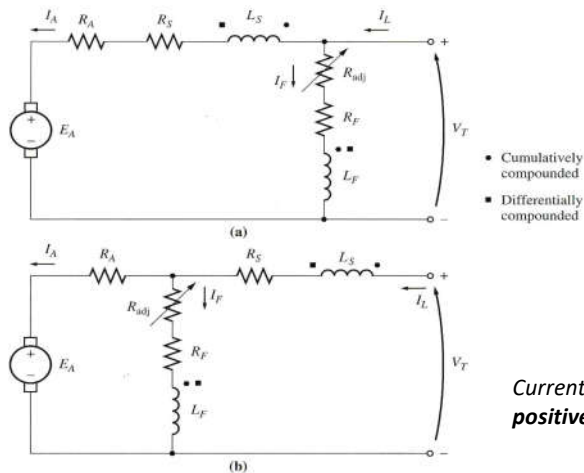 I_A R_A R_S L_S I_L
+
I_F R_adj
+ E_A R_F V_T
- L_F
-
• Cumulatively
compounded
■ Differentially
compounded
(a)
I_A R_A R_S L_S
+
R_adj I_F I_L
+ E_A R_F V_T
- L_F
-
(b)
Current
positive